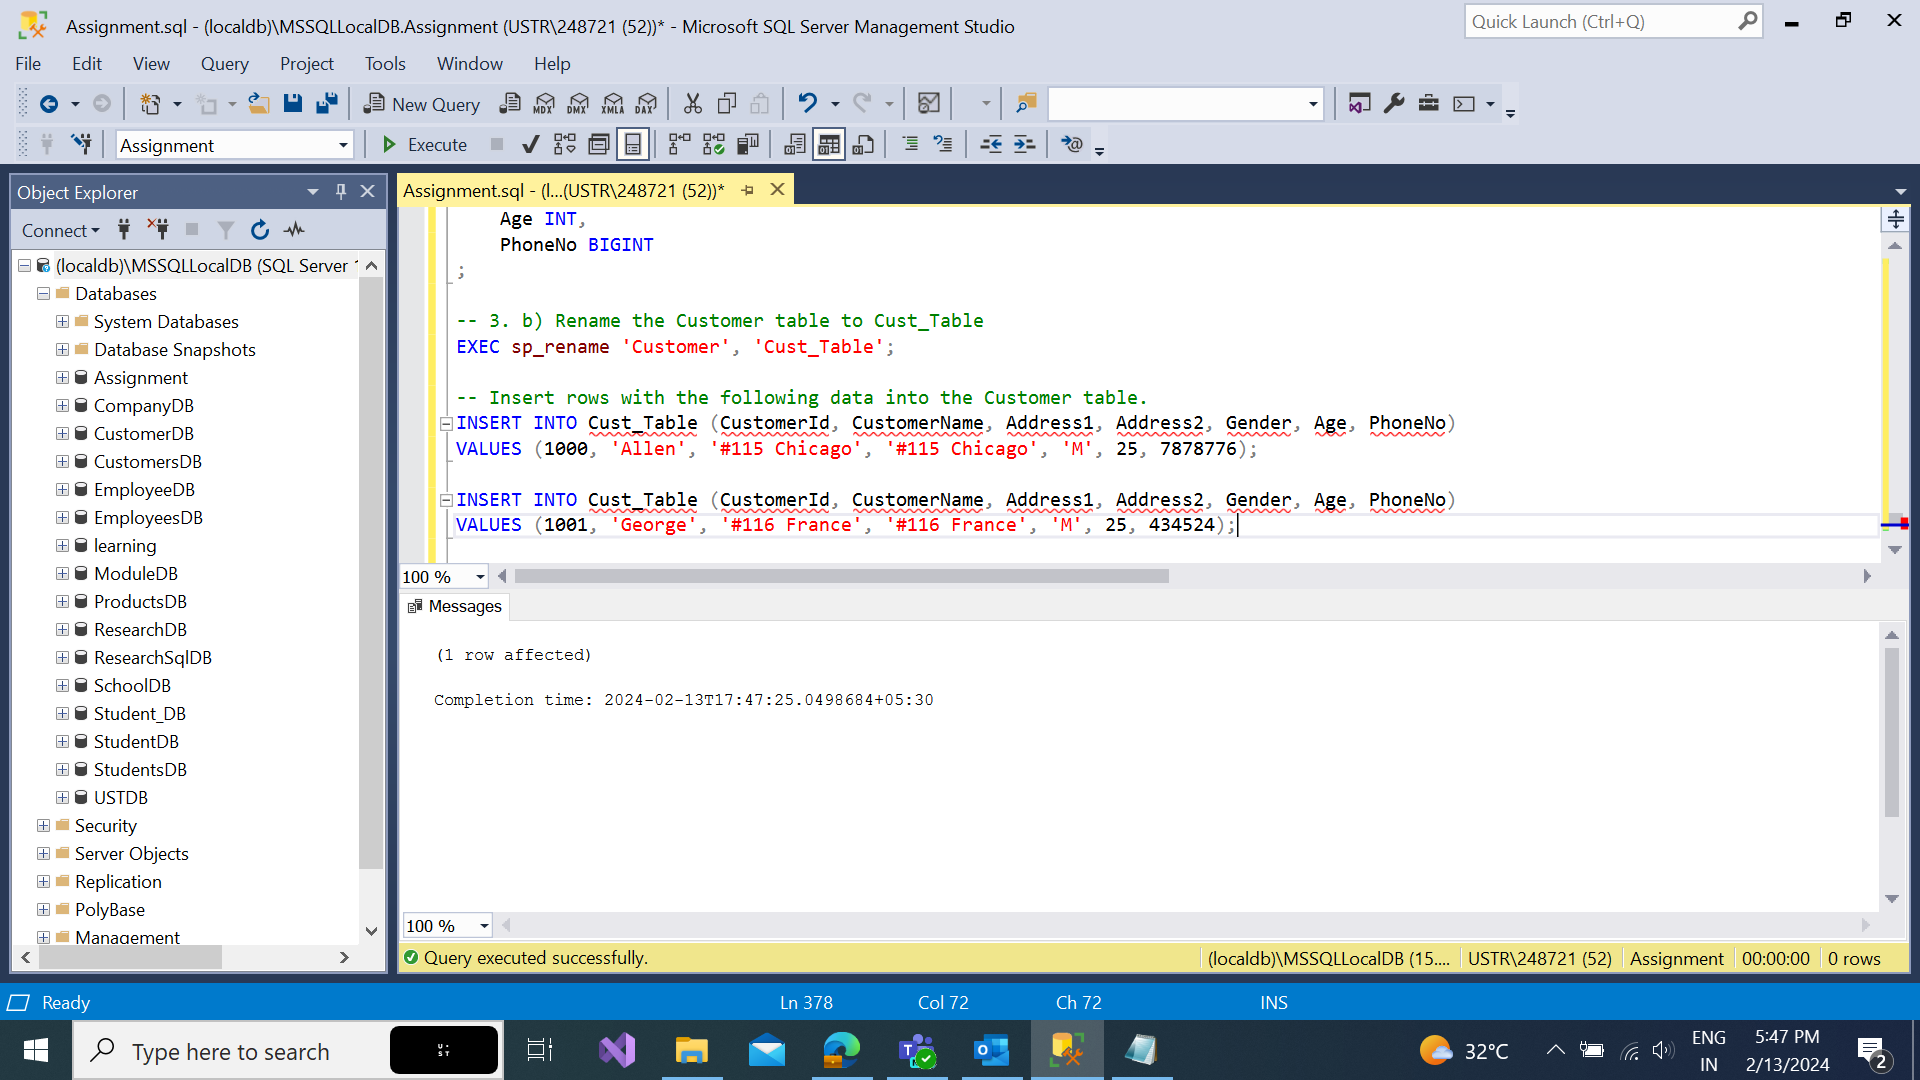 Assignment.sql - (localdb)\MSSQLLocalDB.Assignment (USTR\248721 (52))* - Microsoft SQL Server Management Studio
Quick Launch (Ctrl+Q)
File Edit View Query Project Tools Window Help
New Query MDX DMX XMLA DAX
Assignment Execute
Object Explorer
Assignment.sql - (l...(USTR\248721 (52))*
Connect
(localdb)\MSSQLLocalDB (SQL Server
Databases
System Databases
Database Snapshots
Assignment
CompanyDB
CustomerDB
CustomersDB
EmployeeDB
EmployeesDB
learning
ModuleDB
ProductsDB
ResearchDB
ResearchSqlDB
SchoolDB
Student_DB
StudentDB
StudentsDB
USTDB
Security
Server Objects
Replication
PolyBase
Management
Age INT,
PhoneNo BIGINT
;
-- 3. b) Rename the Customer table to Cust_Table
EXEC sp_rename 'Customer', 'Cust_Table';
-- Insert rows with the following data into the Customer table.
INSERT INTO Cust_Table (CustomerId, CustomerName, Address1, Address2, Gender, Age, PhoneNo)
VALUES (1000, 'Allen', '#115 Chicago', '#115 Chicago', 'M', 25, 7878776);
INSERT INTO Cust_Table (CustomerId, CustomerName, Address1, Address2, Gender, Age, PhoneNo)
VALUES (1001, 'George', '#116 France', '#116 France', 'M', 25, 434524);
100 %
Messages
(1 row affected)
Completion time: 2024-02-13T17:47:25.0498684+05:30
100 %
Query executed successfully. (localdb)\MSSQLLocalDB (15.... USTR\248721 (52) Assignment 00:00:00 0 rows
Ready Ln 378 Col 72 Ch 72 INS
Type here to search
32°C
ENG
IN
5:47 PM
2/13/2024
2